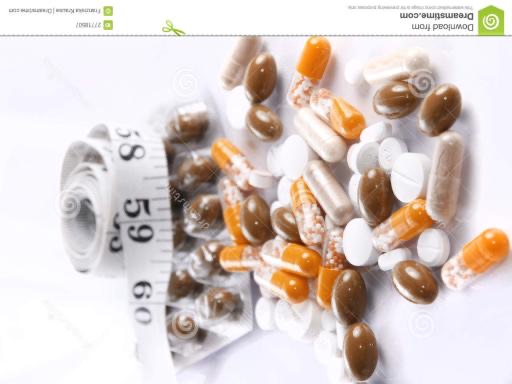 Download from
Dreamstime.com
This watermarked comp image is for previewing purposes only.
© Franziska Krause | Dreamstime.com
58
59
60